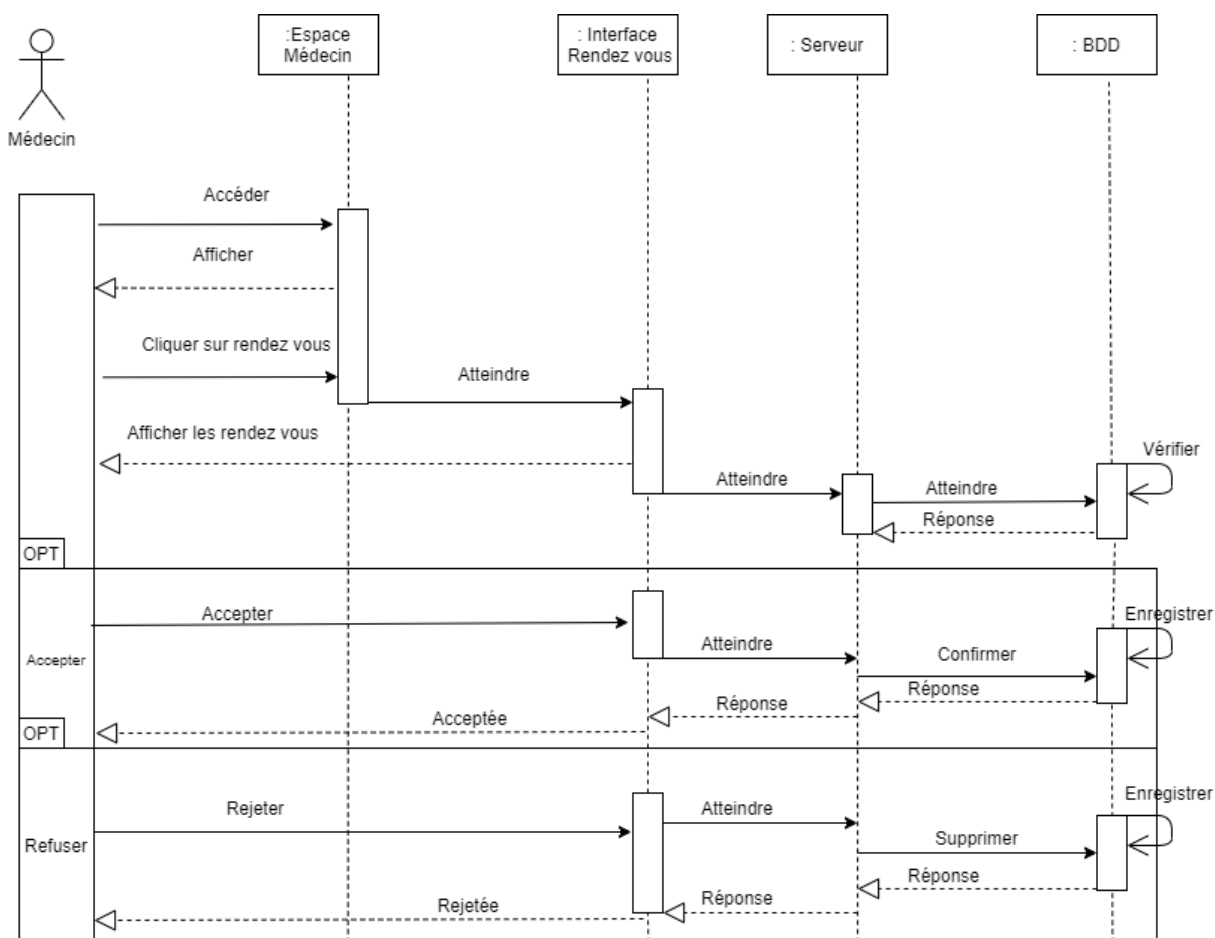 :Espace
Médecin
: Interface
Rendez vous
: Serveur
: BDD
Médecin
Accéder
Afficher
Cliquer sur rendez vous
Atteindre
Afficher les rendez vous
Vérifier
Atteindre
Atteindre
Réponse
OPT
Accepter
Enregistrer
Atteindre
Confirmer
Accepter
Réponse
Réponse
Acceptée
OPT
Enregistrer
Rejeter
Atteindre
Supprimer
Refuser
Réponse
Réponse
Rejetée